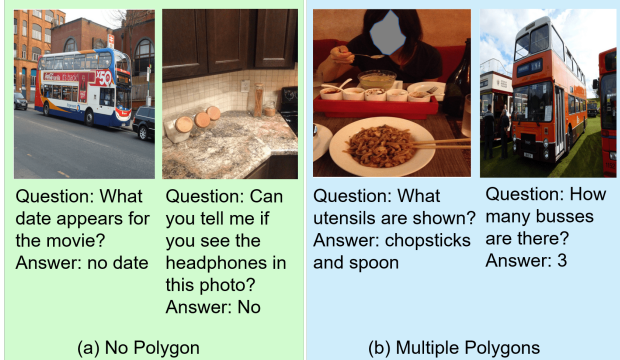 £50
Question: What
date appears for
the movie?
Answer: no date
Question: Can
you tell me if
you see the
headphones in
this photo?
Answer: No
(a) No Polygon
Question: What
utensils are shown?
Answer: chopsticks
and spoon
Question: How
many busses
are there?
Answer: 3
(b) Multiple Polygons